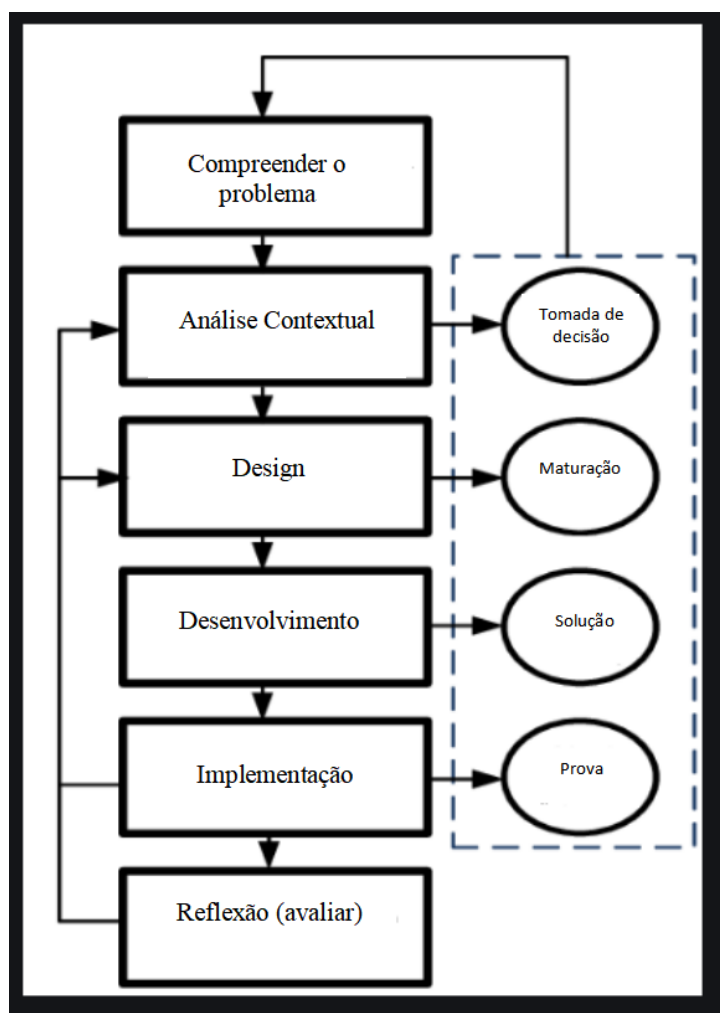 Compreender o
problema
Análise Contextual
Tomada de
decisão
Design
Maturação
Desenvolvimento
Solução
Implementação
Prova
Reflexão (avaliar)